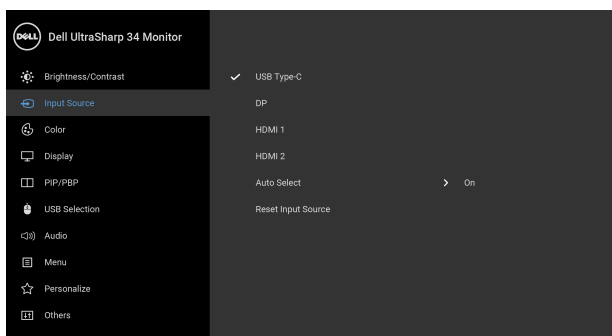 DELL Dell UltraSharp 34 Monitor
Brightness/Contrast
Input Source
Color
Display
PIP/PBP
USB Selection
Audio
Menu
Personalize
Others
USB Type-C
DP
HDMI 1
HDMI 2
Auto Select On
Reset Input Source